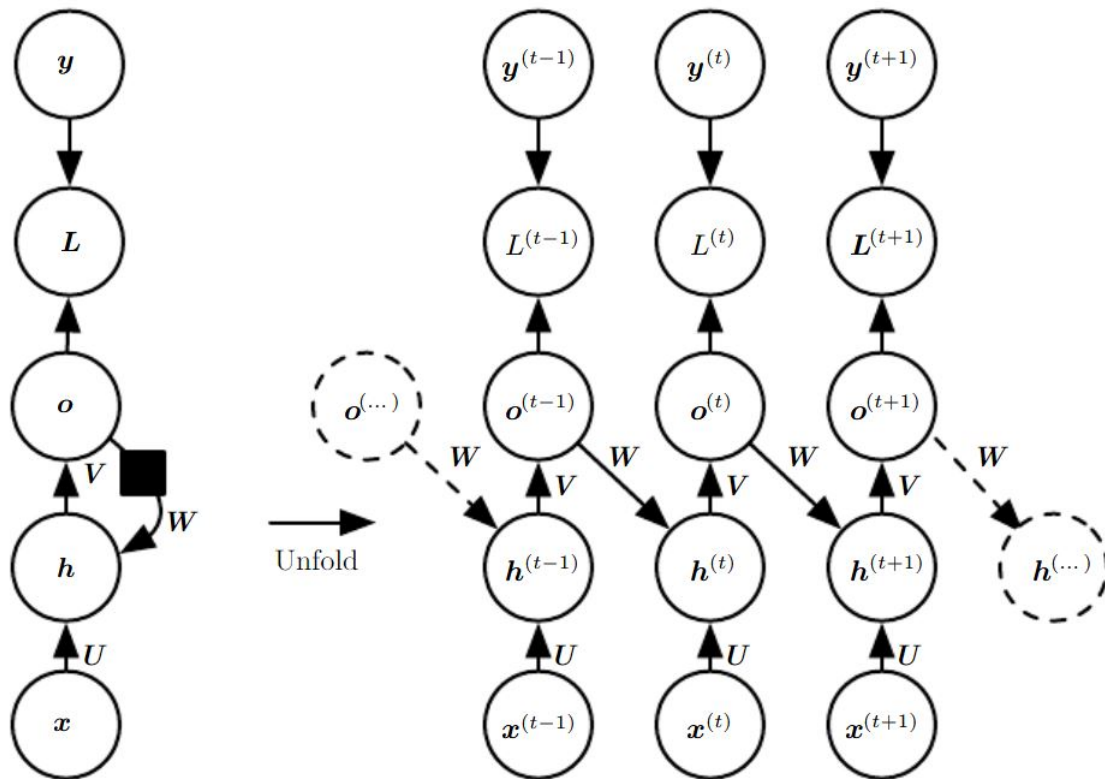 y y^(t−1) y^(t) y^(t+1)
L L^(t−1) L^(t) L^(t+1)
o o^(...) o^(t−1) o^(t) o^(t+1)
W W W W
V V V V
W
Unfold
h h^(t−1) h^(t) h^(t+1) h^(...)
U U U U
x x^(t−1) x^(t) x^(t+1)